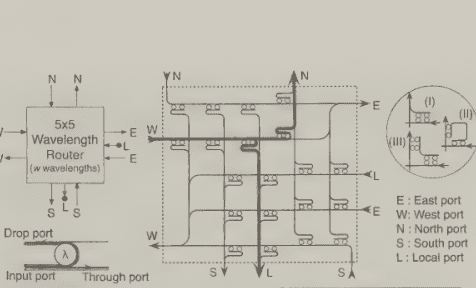 N N
5x5
Wavelength
Router
(w wavelengths)
W
E
E
L
S L S
Drop port
λ
Input port Through port
N N
E
W
L
E
W
S L S
(I)
(II)
(III)
E : East port
W: West port
N : North port
S : South port
L : Local port